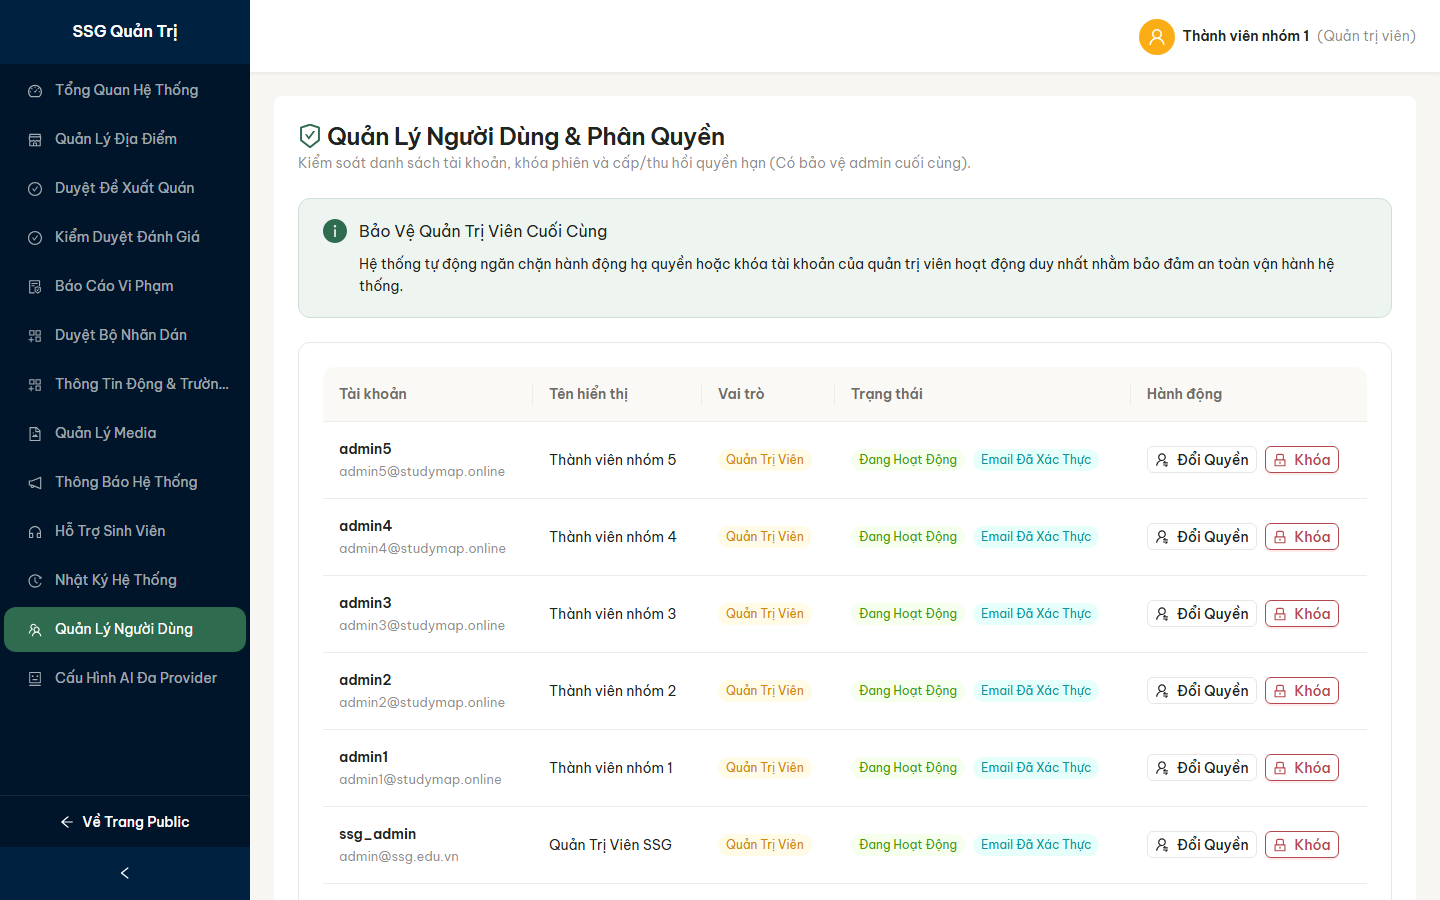 SSG Quản Trị
Thành viên nhóm 1 (Quản trị viên)
Tổng Quan Hệ Thống
Quản Lý Địa Điểm
Duyệt Đề Xuất Quán
Kiểm Duyệt Đánh Giá
Báo Cáo Vi Phạm
Duyệt Bộ Nhãn Dán
Thông Tin Động & Trườn...
Quản Lý Media
Thông Báo Hệ Thống
Hỗ Trợ Sinh Viên
Nhật Ký Hệ Thống
Quản Lý Người Dùng
Cấu Hình AI Đa Provider
Về Trang Public
Quản Lý Người Dùng & Phân Quyền
Kiểm soát danh sách tài khoản, khóa phiên và cấp/thu hồi quyền hạn (Có bảo vệ admin cuối cùng).
Bảo Vệ Quản Trị Viên Cuối Cùng
Hệ thống tự động ngăn chặn hành động hạ quyền hoặc khóa tài khoản của quản trị viên hoạt động duy nhất nhằm bảo đảm an toàn vận hành hệ
thống.
Tài khoản Tên hiển thị Vai trò Trạng thái Hành động
admin5
admin5@studymap.online
Thành viên nhóm 5 Quản Trị Viên Đang Hoạt Động Email Đã Xác Thực Đổi Quyền Khóa
admin4
admin4@studymap.online
Thành viên nhóm 4 Quản Trị Viên Đang Hoạt Động Email Đã Xác Thực Đổi Quyền Khóa
admin3
admin3@studymap.online
Thành viên nhóm 3 Quản Trị Viên Đang Hoạt Động Email Đã Xác Thực Đổi Quyền Khóa
admin2
admin2@studymap.online
Thành viên nhóm 2 Quản Trị Viên Đang Hoạt Động Email Đã Xác Thực Đổi Quyền Khóa
admin1
admin1@studymap.online
Thành viên nhóm 1 Quản Trị Viên Đang Hoạt Động Email Đã Xác Thực Đổi Quyền Khóa
ssg_admin
admin@ssg.edu.vn
Quản Trị Viên SSG Quản Trị Viên Đang Hoạt Động Email Đã Xác Thực Đổi Quyền Khóa